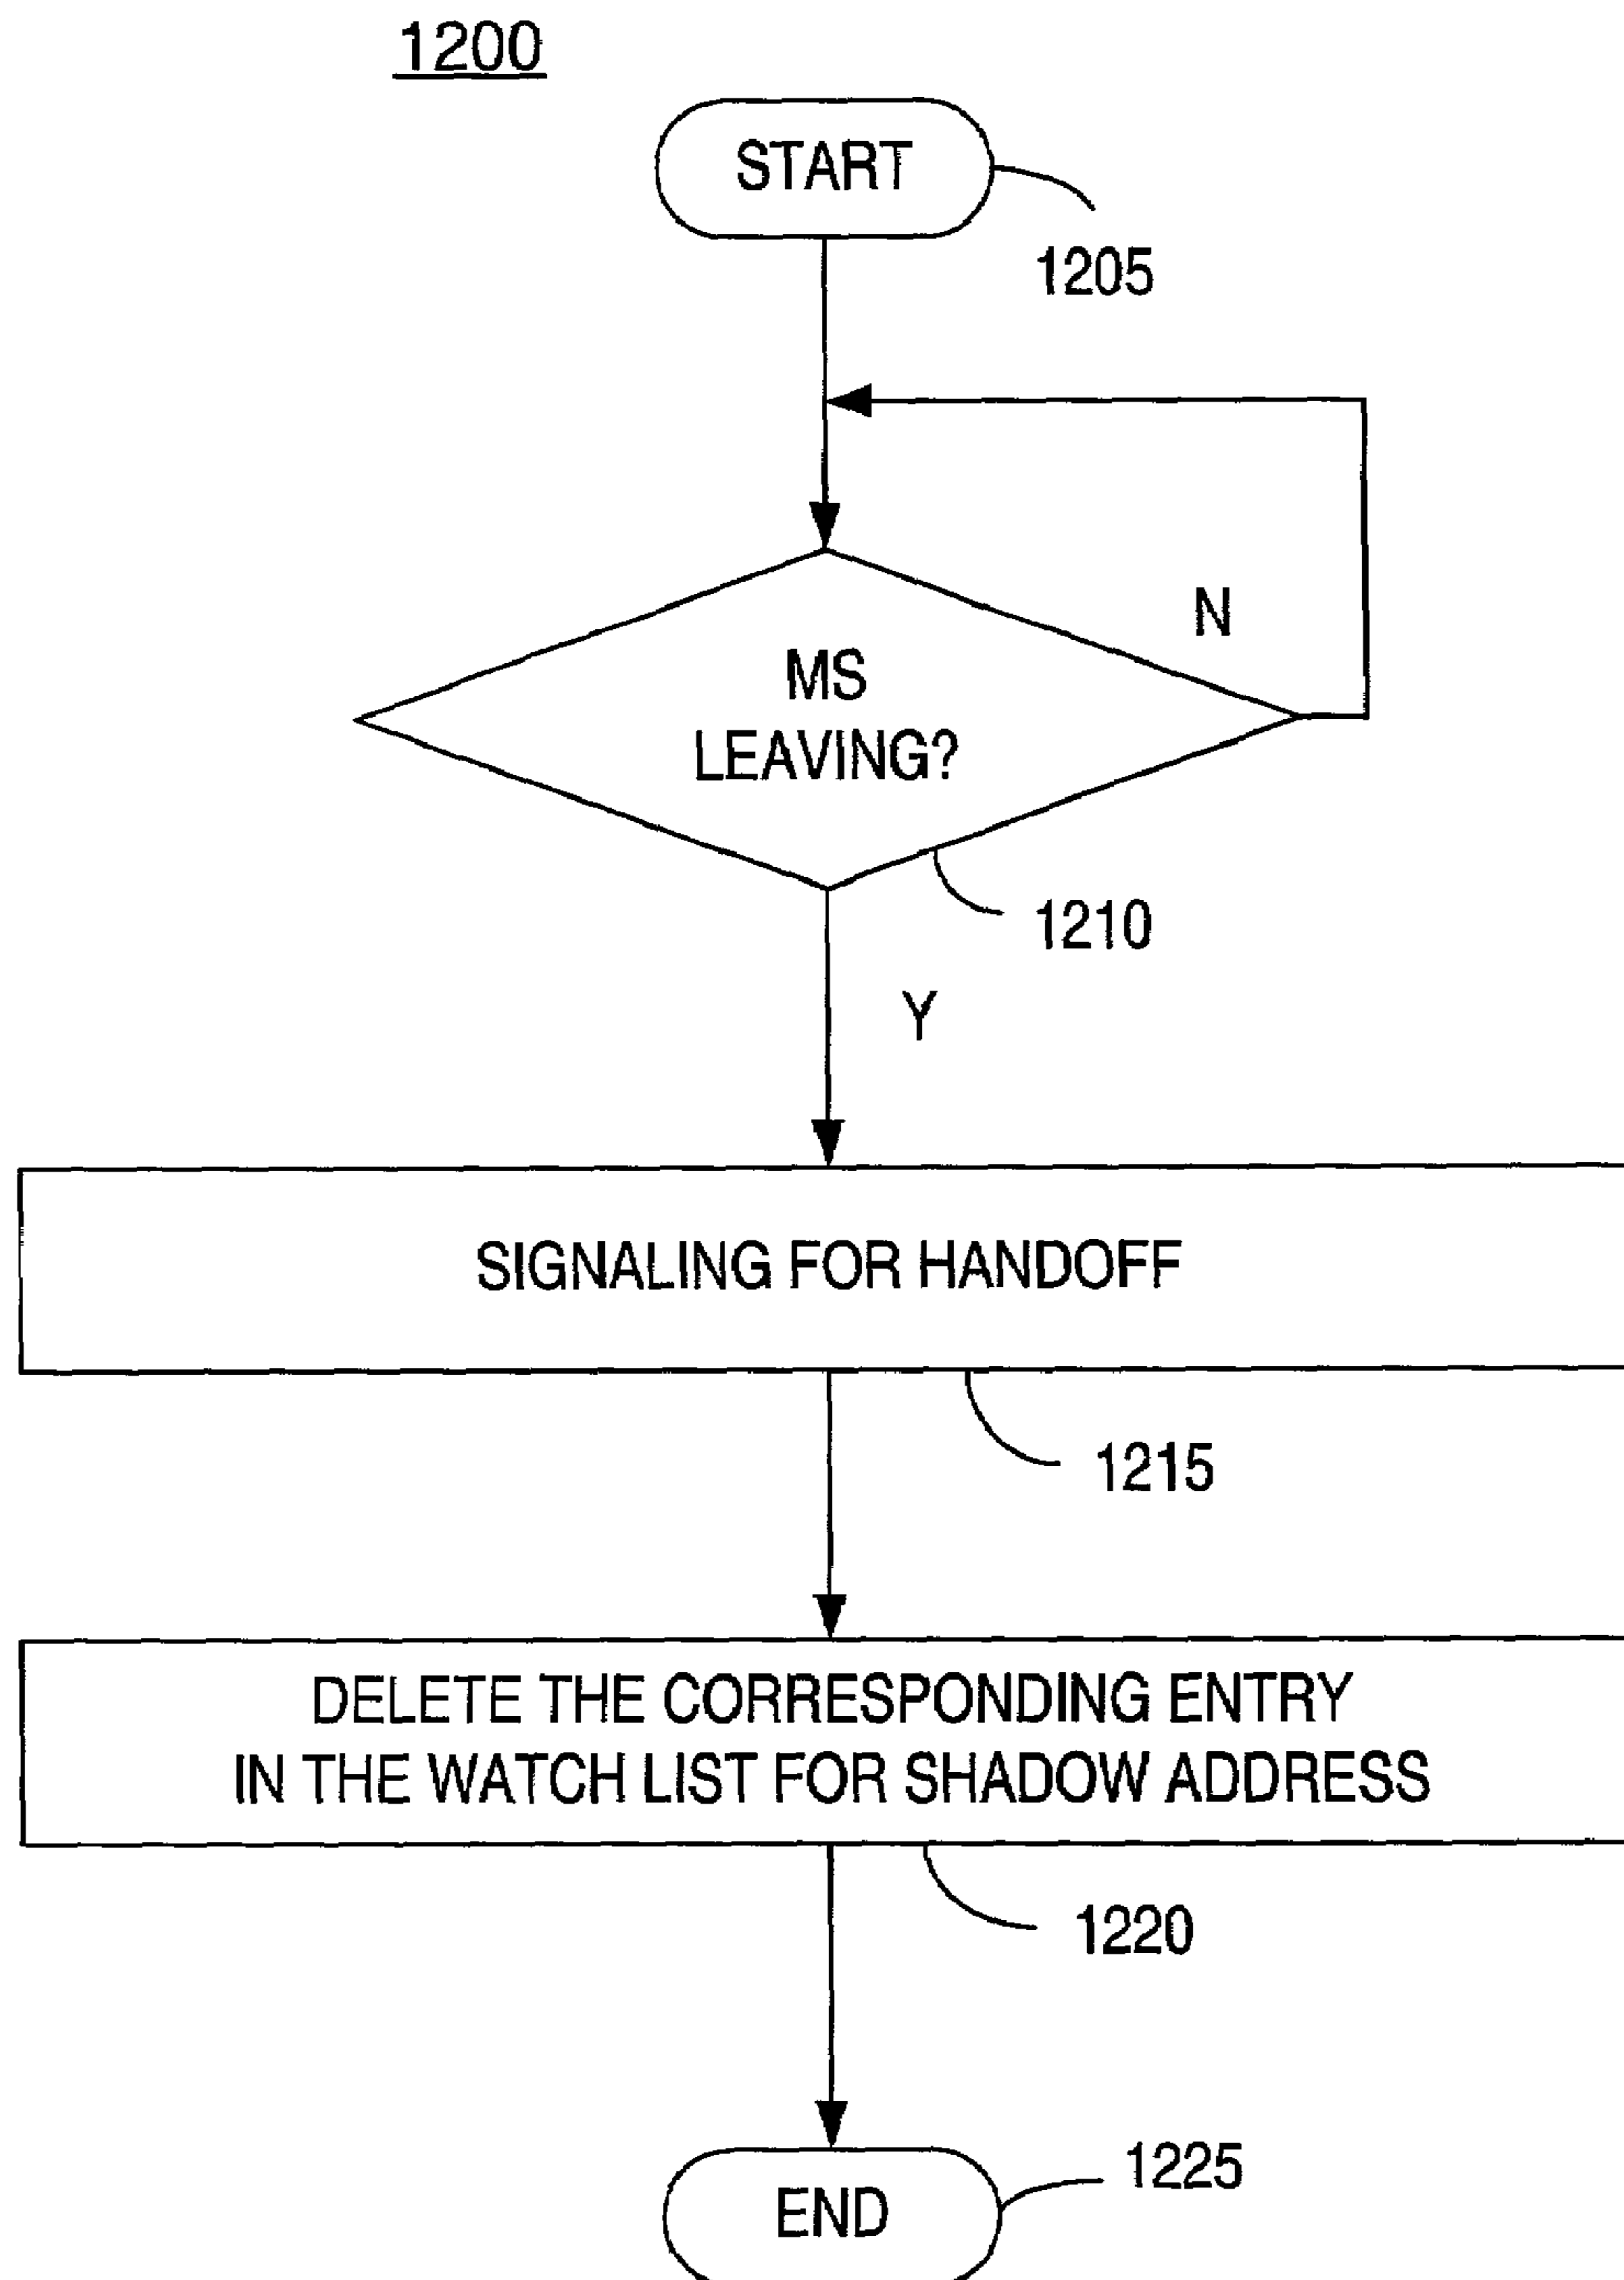 1200
START
1205
N
MS
LEAVING?
1210
Y
SIGNALING FOR HANDOFF
1215
DELETE THE CORRESPONDING ENTRY
IN THE WATCH LIST FOR SHADOW ADDRESS
1220
1225
END